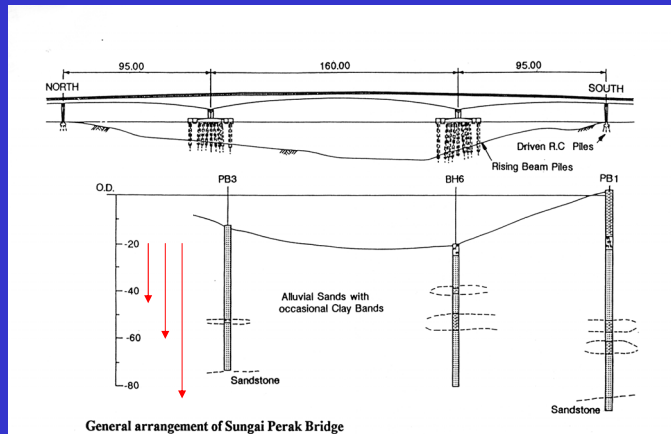 95.00 160.00 95.00
NORTH SOUTH
Driven R.C Piles
Rising Beam Piles
PB3 BH6 PB1
O.D.
-20
-40
Alluvial Sands with
occasional Clay Bands
-60
-80
Sandstone
Sandstone
General arrangement of Sungai Perak Bridge